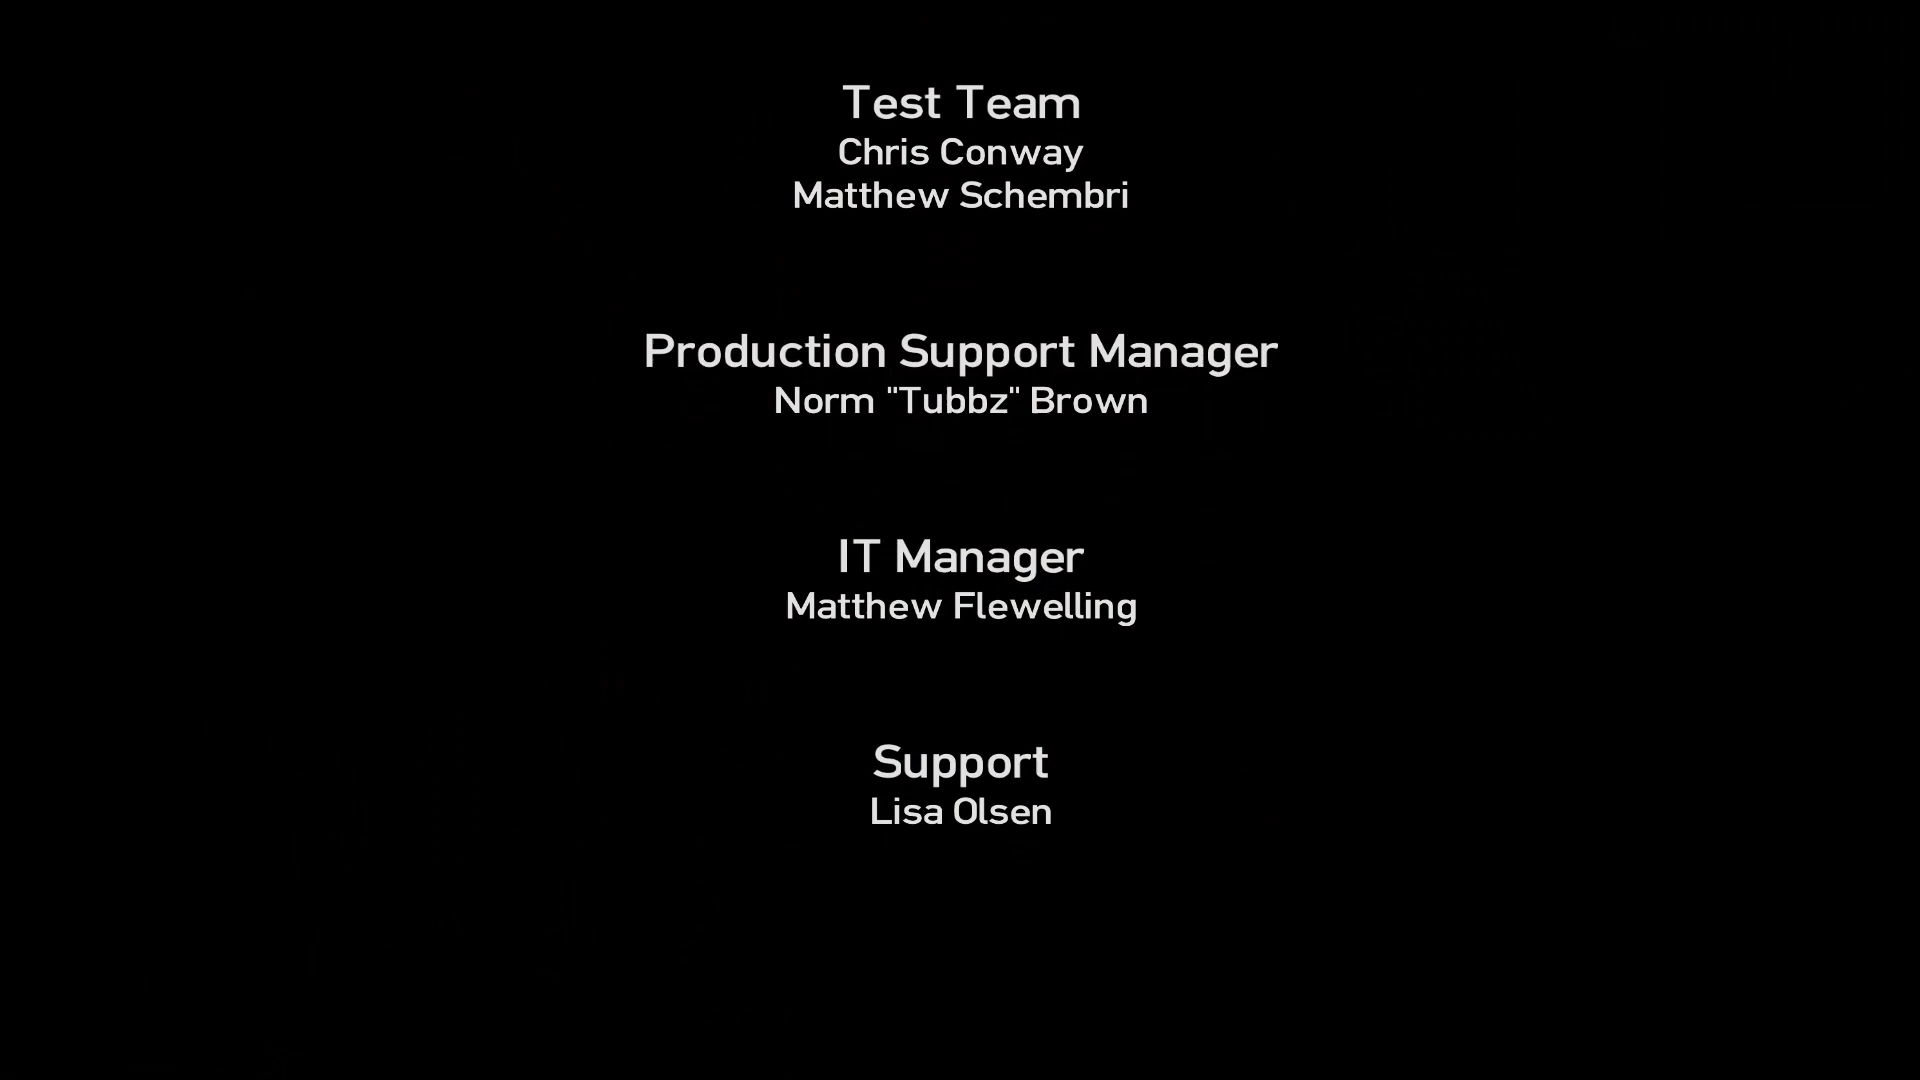 Test Team
Chris Conway
Matthew Schembri
Production Support Manager
Norm "Tubbz" Brown
IT Manager
Matthew Flewelling
Support
Lisa Olsen